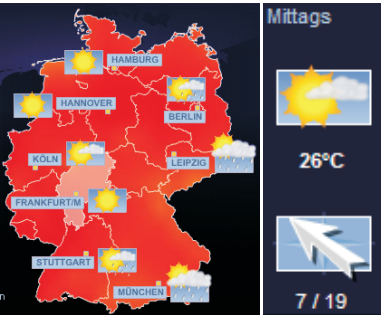 HAMBURG
HANNOVER
BERLIN
KÖLN
LEIPZIG
FRANKFURT/M
STUTTGART
MÜNCHEN
n
Mittags
26°C
7 / 19